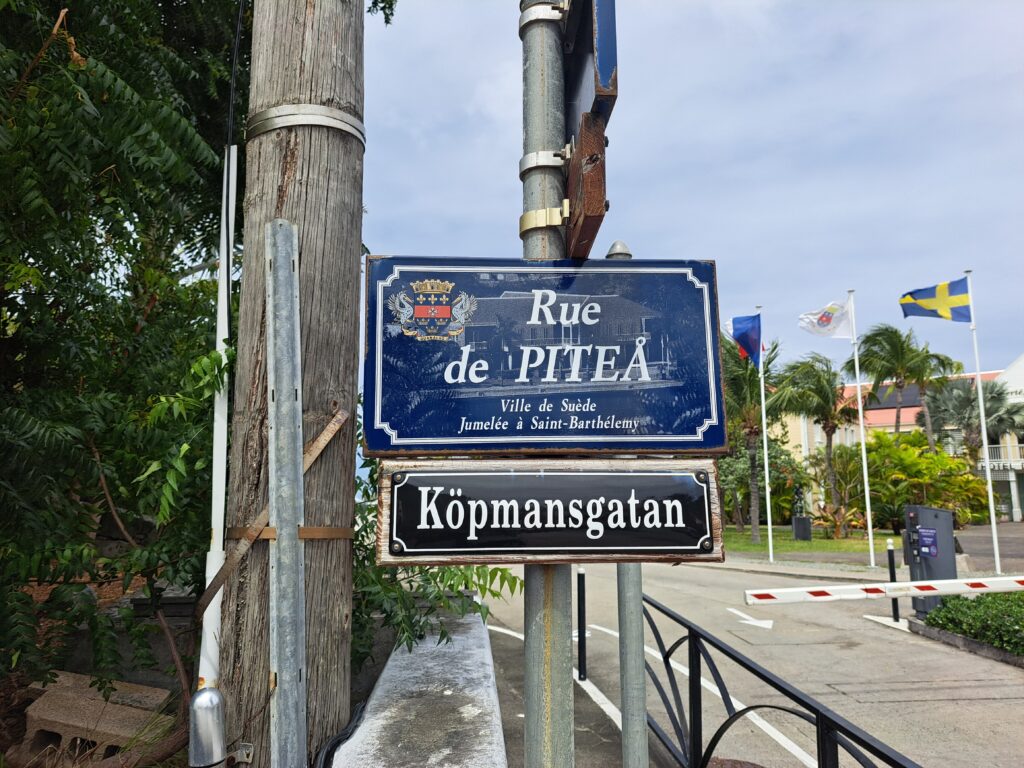 Rue
de PITEÅ
Ville de Suède
Jumelée à Saint-Barthélemy
Köpmansgatan